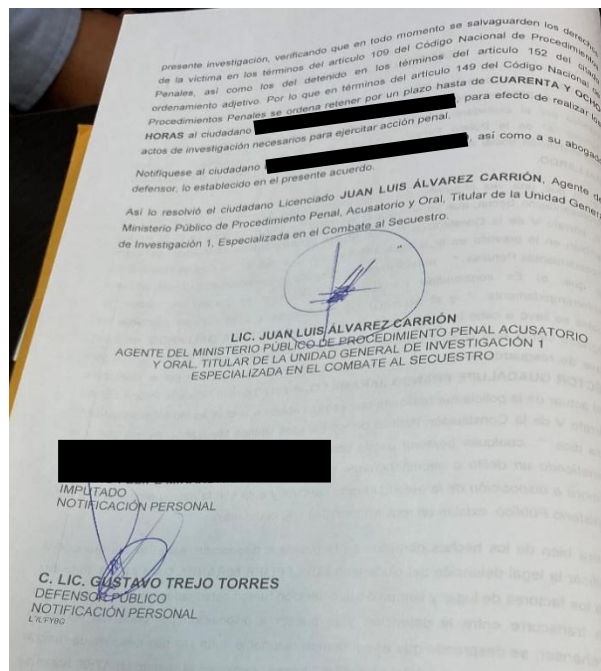 presente investigación, verificando que en todo momento se salvaguarden los derechos
de la víctima en los términos del artículo 109 del Código Nacional de Procedimientos
Penales, así como los del detenido en los términos del artículo 152 del citado
ordenamiento adjetivo. Por lo que en términos del artículo 149 del Código Nacional de
Procedimientos Penales se ordena retener por un plazo hasta de CUARENTA Y OCHO
HORAS al ciudadano , para efecto de realizar los
actos de investigación necesarios para ejercitar acción penal.
Notifíquese al ciudadano , así como a su abogado
defensor, lo establecido en el presente acuerdo.
Así lo resolvió el ciudadano Licenciado JUAN LUIS ÁLVAREZ CARRIÓN, Agente de
Ministerio Público de Procedimiento Penal, Acusatorio y Oral, Titular de la Unidad General
de Investigación 1, Especializada en el Combate al Secuestro.
LIC. JUAN LUIS ÁLVAREZ CARRIÓN
AGENTE DEL MINISTERIO PÚBLICO DE PROCEDIMIENTO PENAL ACUSATORIO
Y ORAL. TITULAR DE LA UNIDAD GENERAL DE INVESTIGACIÓN 1
ESPECIALIZADA EN EL COMBATE AL SECUESTRO
IMPUTADO
NOTIFICACIÓN PERSONAL
C. LIC. GUSTAVO TREJO TORRES
DEFENSOR PÚBLICO
NOTIFICACIÓN PERSONAL
L'JL'FYBG